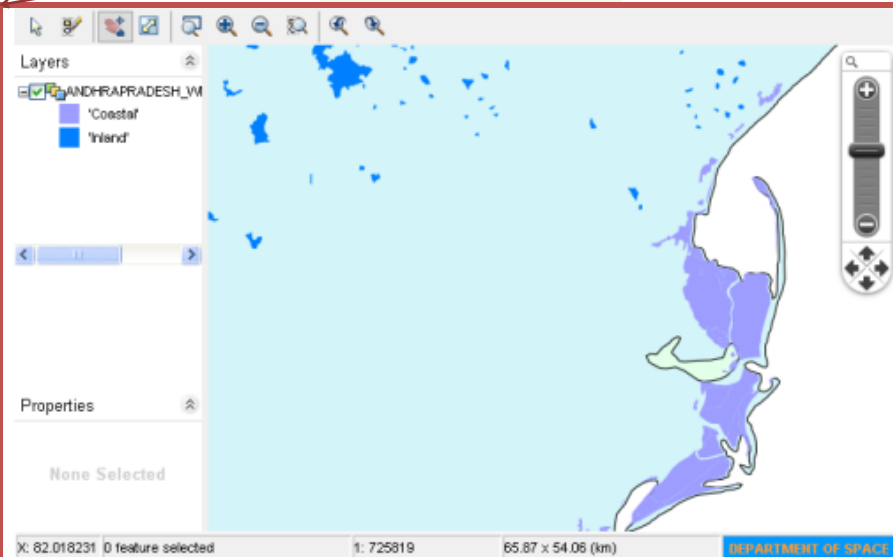 Layers
ANDHRAPRADESH_WI
'Coastal'
'Inland'
Properties
None Selected
X: 82.018231 0 feature selected 1: 725819 65.87 x 54.06 (km) DEPARTMENT OF SPACE